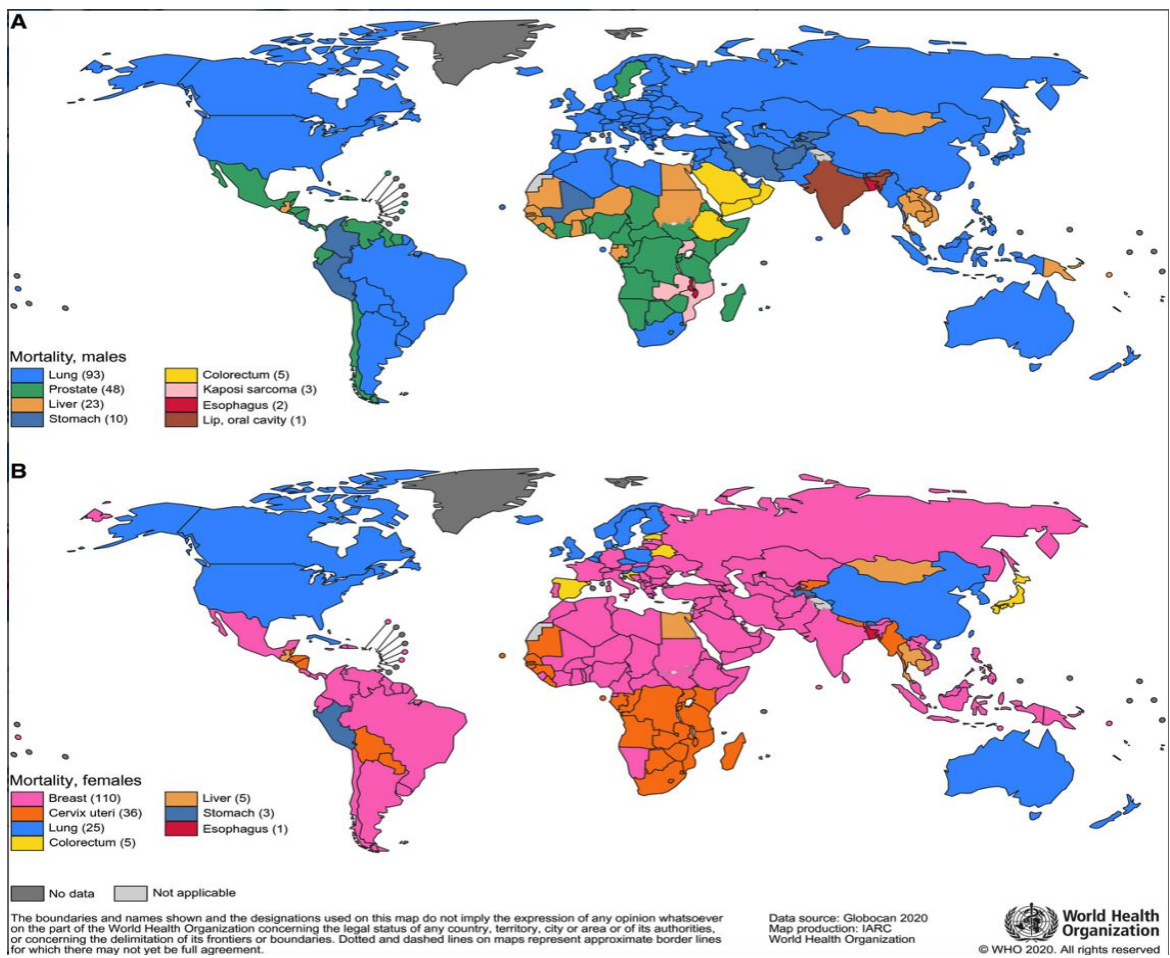 A
Mortality, males
Lung (93)
Prostate (48)
Liver (23)
Stomach (10)
Colorectum (5)
Kaposi sarcoma (3)
Esophagus (2)
Lip, oral cavity (1)
B
Mortality, females
Breast (110)
Cervix uteri (36)
Lung (25)
Colorectum (5)
Liver (5)
Stomach (3)
Esophagus (1)
No data
Not applicable
The boundaries and names shown and the designations used on this map do not imply the expression of any opinion whatsoever
on the part of the World Health Organization concerning the legal status of any country, territory, city or area or of its authorities,
or concerning the delimitation of its frontiers or boundaries. Dotted and dashed lines on maps represent approximate border lines
for which there may not yet be full agreement.
Data source: Globocan 2020
Map production: IARC
World Health Organization
World Health
Organization
© WHO 2020. All rights reserved